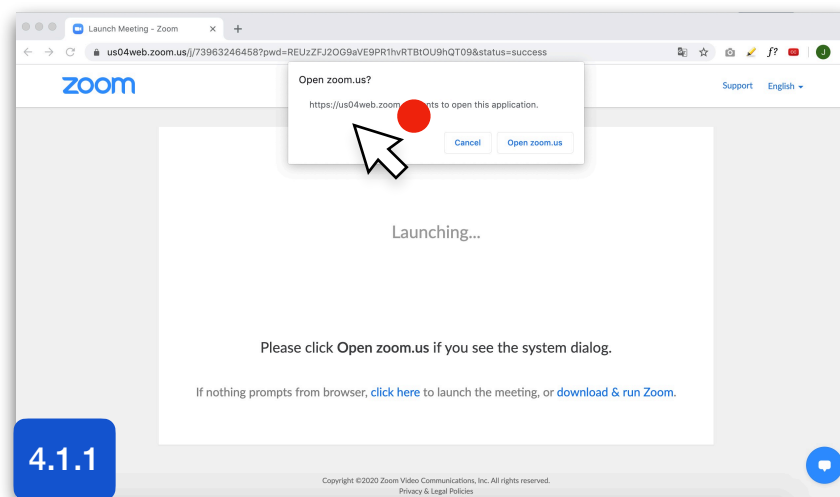 Launch Meeting - Zoom
us04web.zoom.us/j/73963246458?pwd=REUzZFJ2OG9aVE9PR1hvRTBtOU9hQT09&status=success
f?
J
zoom
Support English
Open zoom.us?
https://us04web.zoom nts to open this application.
Cancel Open zoom.us
Launching...
Please click Open zoom.us if you see the system dialog.
If nothing prompts from browser, click here to launch the meeting, or download & run Zoom.
4.1.1
Copyright ©2020 Zoom Video Communications, Inc. All rights reserved.
Privacy & Legal Policies